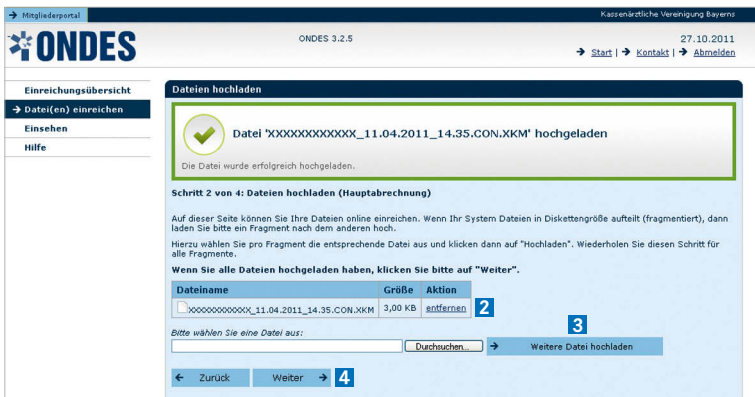 → Mitgliederportal
Kassenärztliche Vereinigung Bayerns
ONDES
ONDES 3.2.5
27.10.2011
→ Start | → Kontakt | → Abmelden
Einreichungsübersicht
→ Datei(en) einreichen
Einsehen
Hilfe
Dateien hochladen
Datei 'XXXXXXXXXXXX_11.04.2011_14.35.CON.XKM' hochgeladen
Die Datei wurde erfolgreich hochgeladen.
Schritt 2 von 4: Dateien hochladen (Hauptabrechnung)
Auf dieser Seite können Sie Ihre Dateien online einreichen. Wenn Ihr System Dateien in Diskettengröße aufteilt (fragmentiert), dann
laden Sie bitte ein Fragment nach dem anderen hoch.
Hierzu wählen Sie pro Fragment die entsprechende Datei aus und klicken dann auf "Hochladen". Wiederholen Sie diesen Schritt für
alle Fragmente.
Wenn Sie alle Dateien hochgeladen haben, klicken Sie bitte auf "Weiter".
Dateiname Größe Aktion
XXXXXXXXXXXX_11.04.2011_14.35.CON.XKM 3,00 KB entfernen 2
3
Bitte wählen Sie eine Datei aus:
Durchsuchen... → Weitere Datei hochladen
← Zurück Weiter → 4